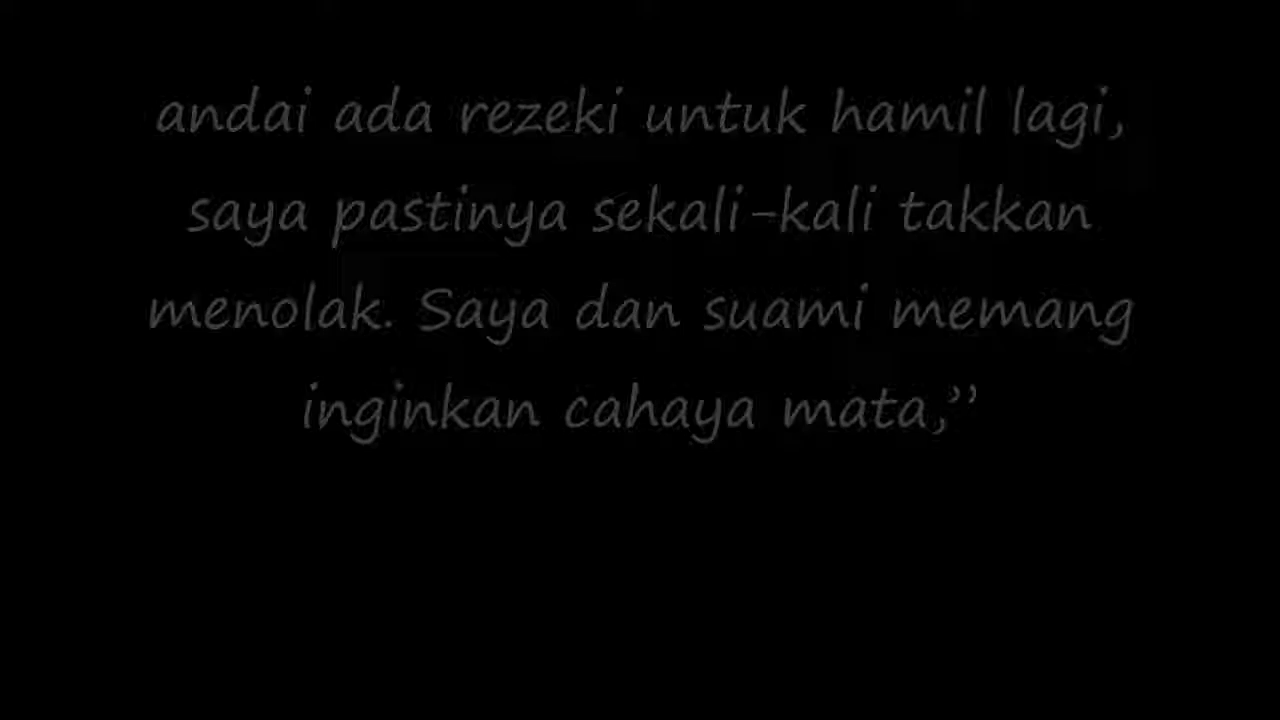 andai ada rezeki untuk hamil lagi,
saya pastinya sekali-kali takkan
menolak. Saya dan suami memang
inginkan cahaya mata,”